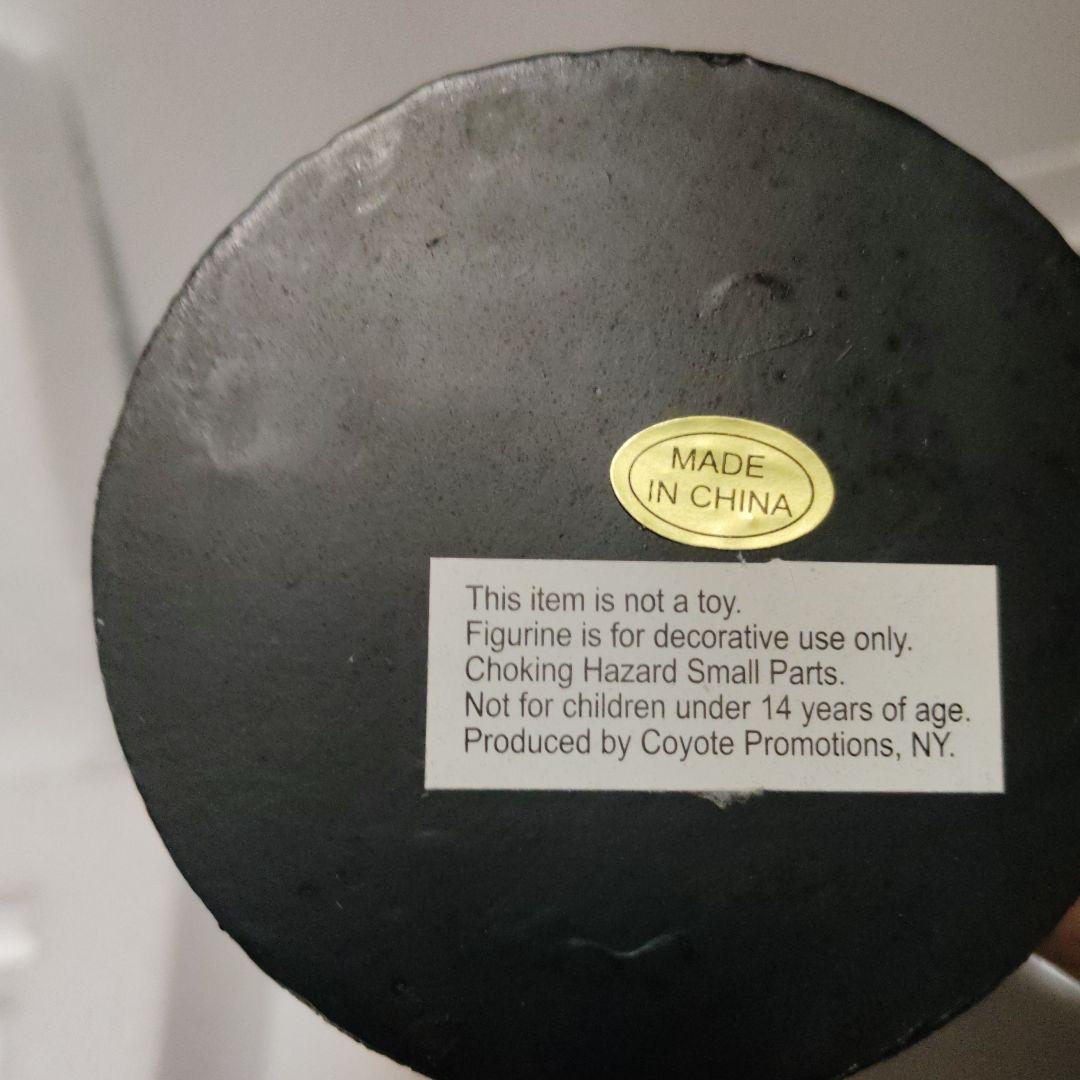 MADE
IN CHINA
This item is not a toy.
Figurine is for decorative use only.
Choking Hazard Small Parts.
Not for children under 14 years of age.
Produced by Coyote Promotions, NY.